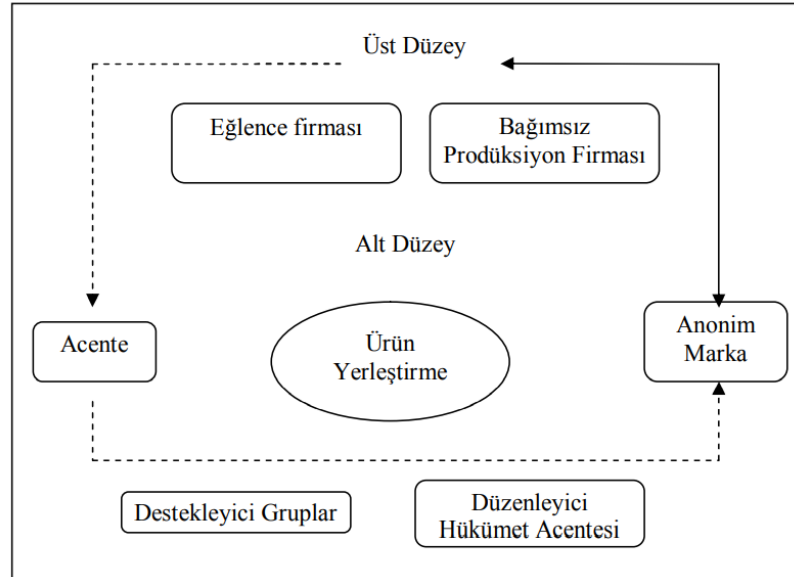 Üst Düzey
Eğlence firması
Bağımsız
Prodüksiyon Firması
Alt Düzey
Acente
Ürün
Yerleştirme
Anonim
Marka
Destekleyici Gruplar
Düzenleyici
Hükümet Acentesi